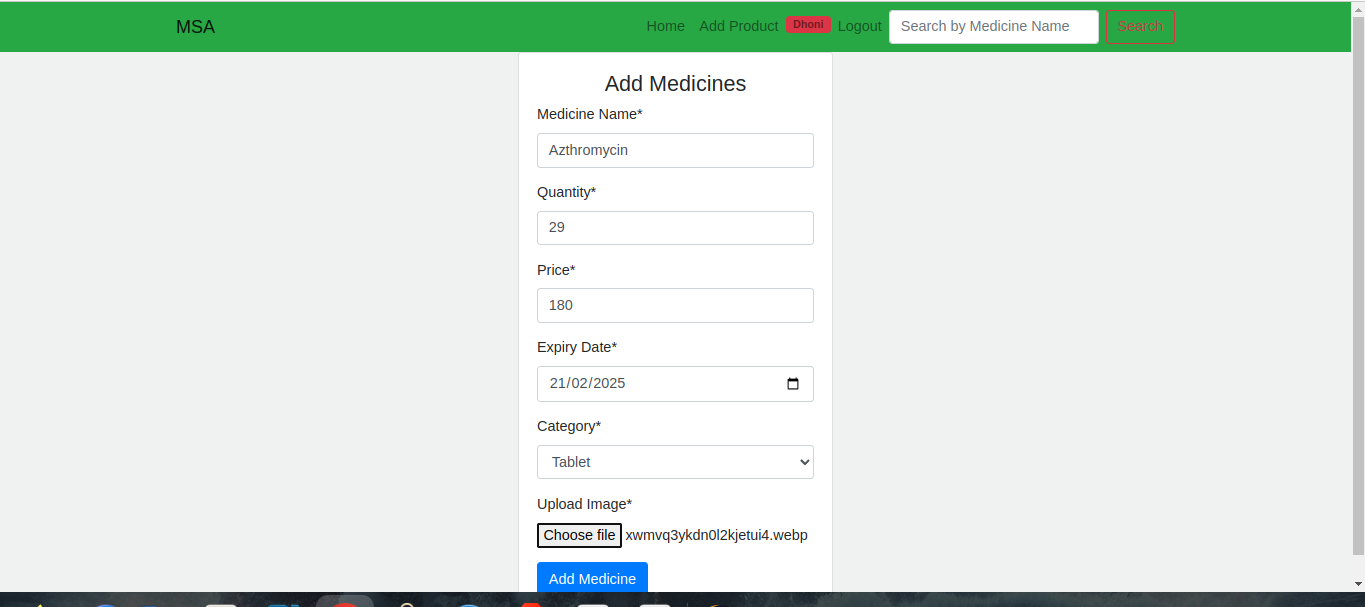 MSA Home Add Product Dhoni Logout Search by Medicine Name Search
Add Medicines
Medicine Name*
Azthromycin
Quantity*
29
Price*
180
Expiry Date*
21/02/2025
Category*
Tablet
Upload Image*
Choose file xwmvq3ykdn0l2kjetui4.webp
Add Medicine